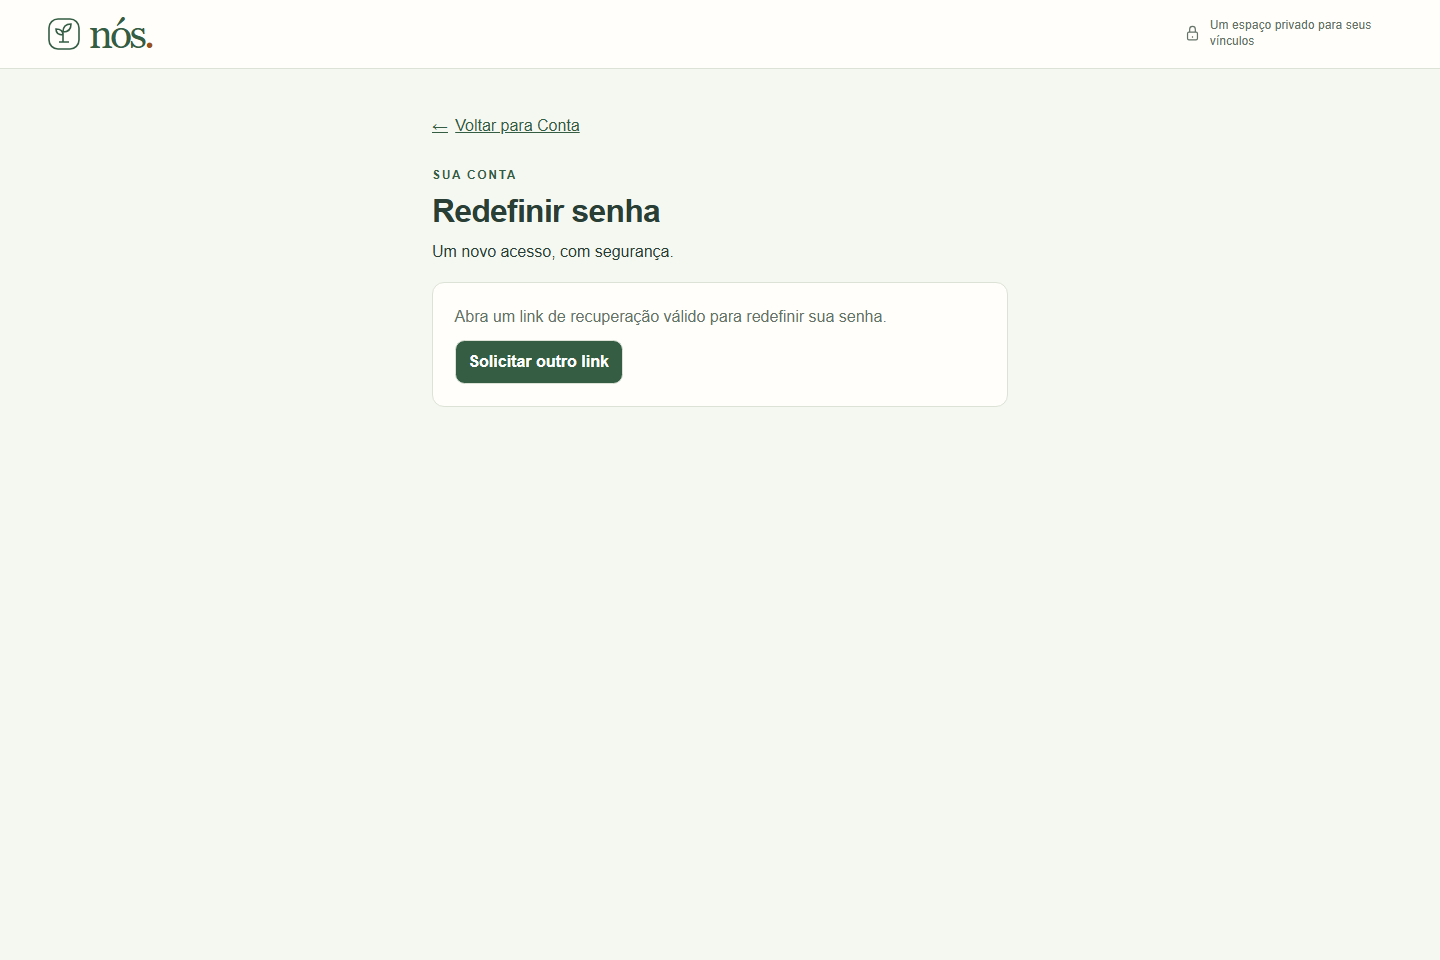 nós.
Um espaço privado para seus
vínculos
← Voltar para Conta
SUA CONTA
Redefinir senha
Um novo acesso, com segurança.
Abra um link de recuperação válido para redefinir sua senha.
Solicitar outro link